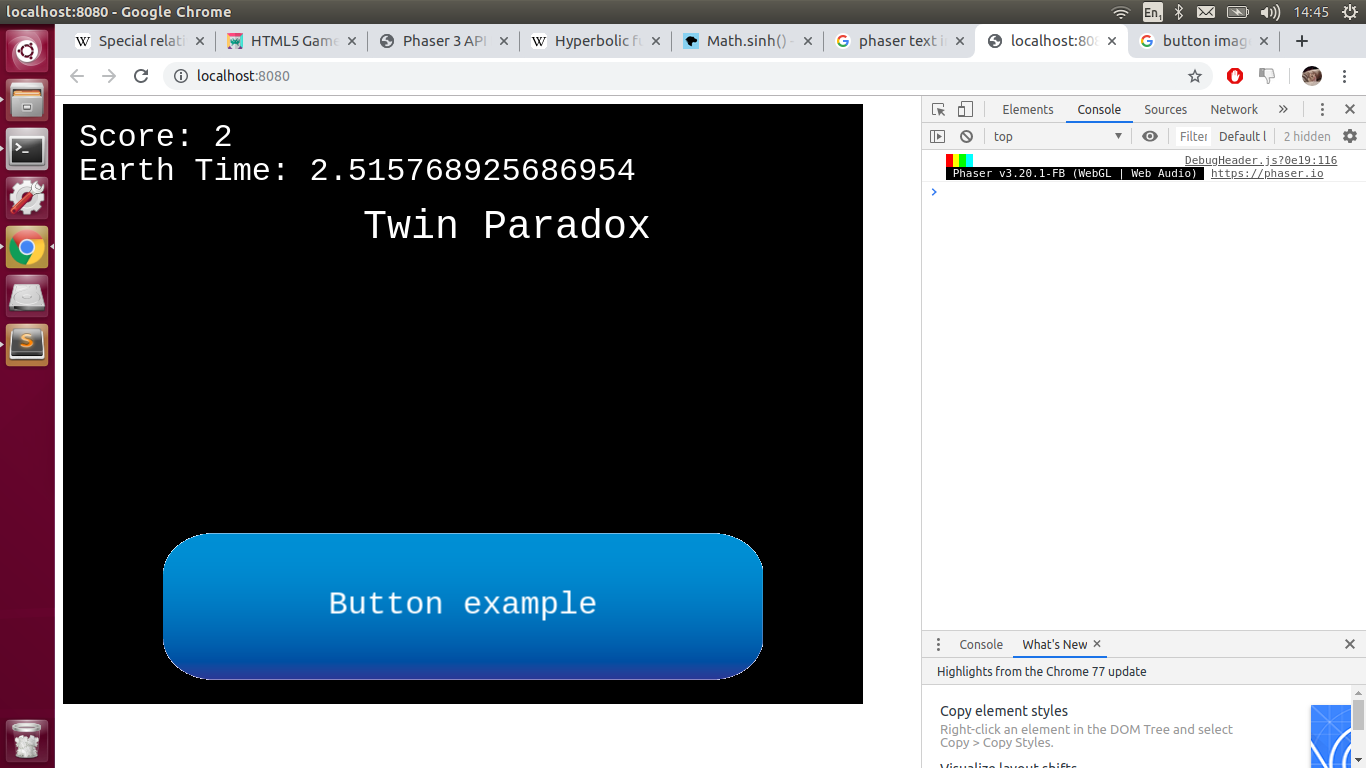 localhost:8080 - Google Chrome
En1
14:45
Special relati
HTML5 Game
Phaser 3 API
Hyperbolic fu
Math.sinh() -
phaser text in
localhost:808
button imag
localhost:8080
Score: 2
Earth Time: 2.515768925686954
Twin Paradox
Button example
Elements
Console
Sources
Network
top
Filter
Default l
2 hidden
DebugHeader.js?0e19:116
Phaser v3.20.1-FB (WebGL | Web Audio)
https://phaser.io
Console
What's New
Highlights from the Chrome 77 update
Copy element styles
Right-click an element in the DOM Tree and select
Copy > Copy Styles.
Visualize layout shifts